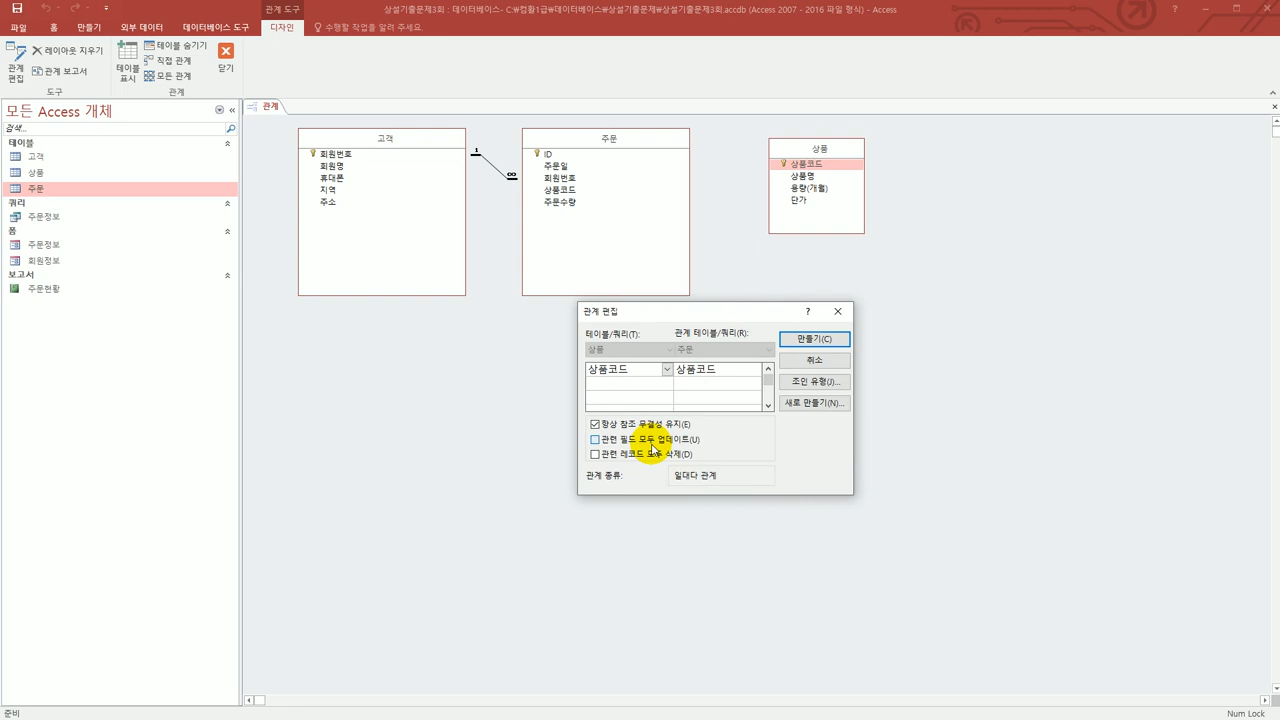 관계 도구
상설기출문제3회 : 데이터베이스- C:₩컴활1급₩데이터베이스₩상설기출문제₩상설기출문제3회.accdb (Access 2007 - 2016 파일 형식) - Access
파일 홈 만들기 외부 데이터 데이터베이스 도구 디자인 수행할 작업을 알려 주세요.
관계 편집
레이아웃 지우기
관계 보고서
도구
테이블 표시
테이블 숨기기
직접 관계
모든 관계
관계
닫기
모든 Access 개체
검색...
테이블
고객
상품
주문
쿼리
주문정보
폼
주문정보
회원정보
보고서
주문현황
관계
고객
회원번호
회원명
휴대폰
지역
주소
1
∞
주문
ID
주문일
회원번호
상품코드
주문수량
상품
상품코드
상품명
용량(개월)
단가
관계 편집
테이블/쿼리(T): 관계 테이블/쿼리(R):
상품 주문
상품코드 상품코드
만들기(C)
취소
조인 유형(J)...
새로 만들기(N)...
항상 참조 무결성 유지(E)
관련 필드 모두 업데이트(U)
관련 레코드 모두 삭제(D)
관계 종류: 일대다 관계
준비
Num Lock